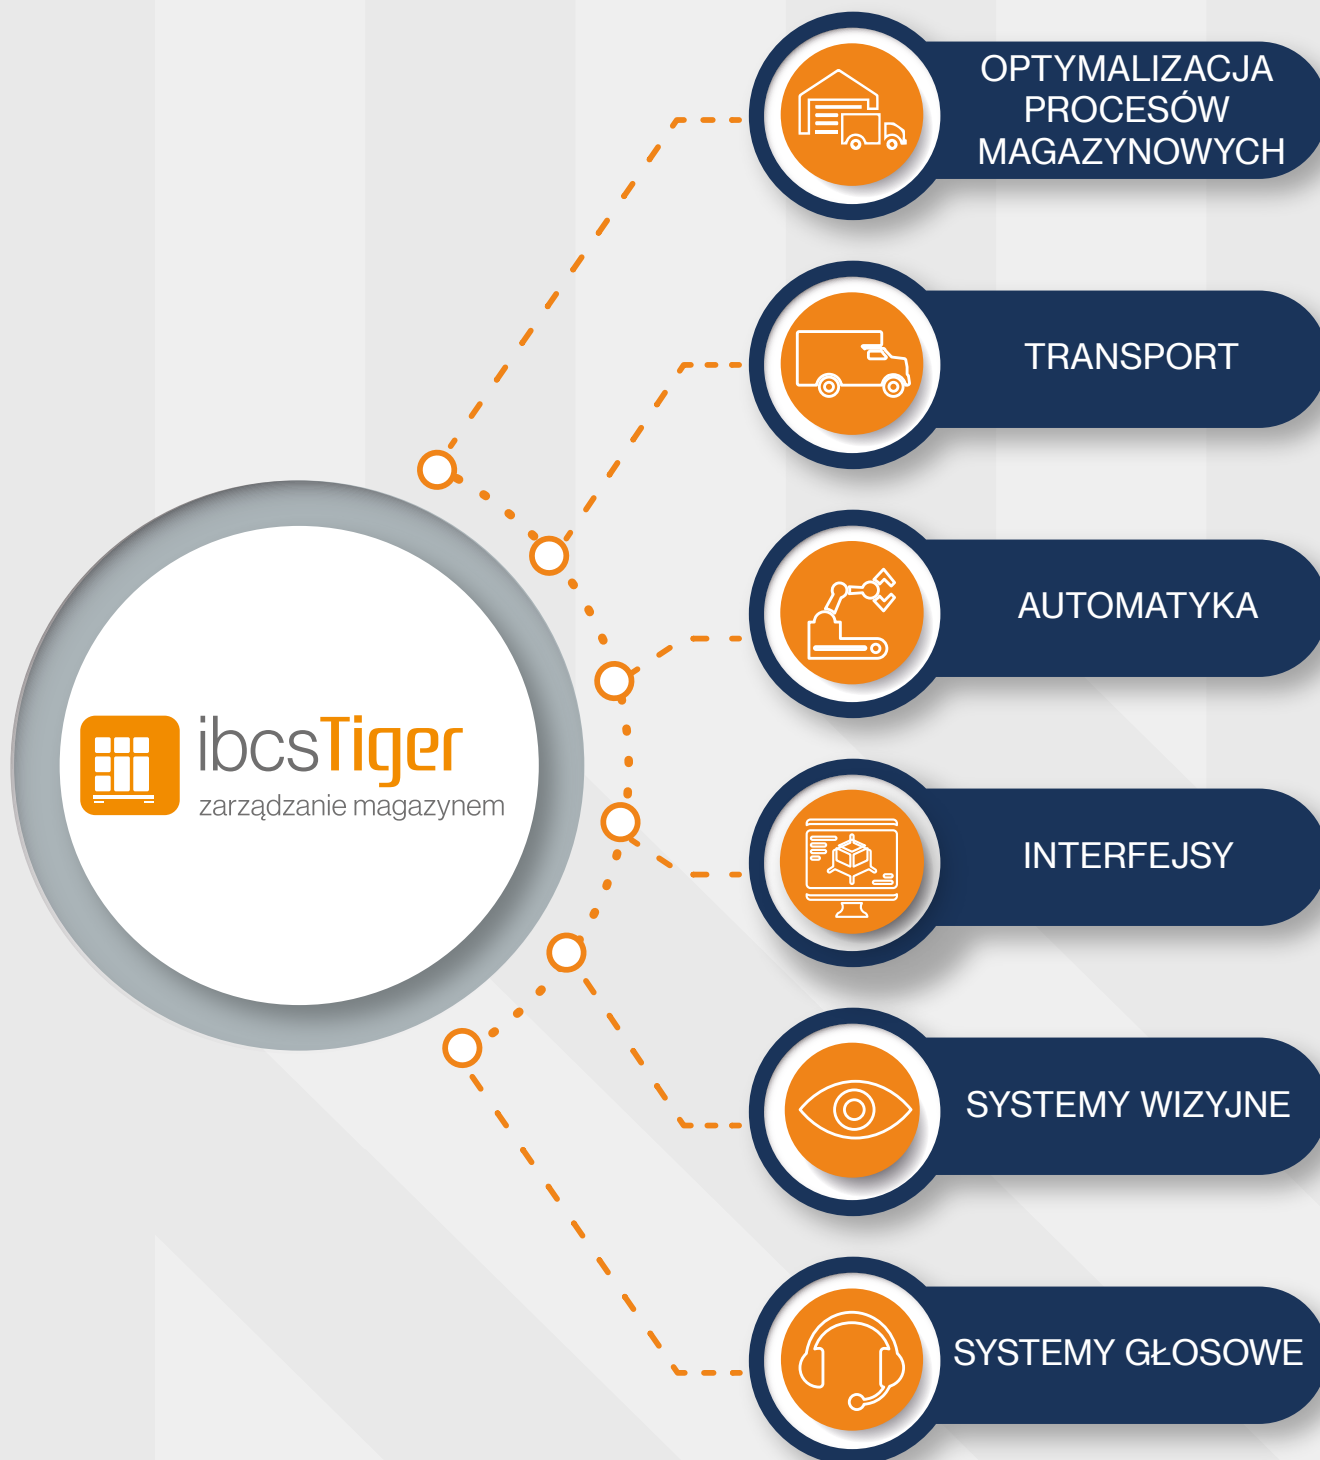 OPTYMALIZACJA
PROCESÓW
MAGAZYNOWYCH
TRANSPORT
AUTOMATYKA
ibcsTiger
zarządzanie magazynem
INTERFEJSY
SYSTEMY WIZYJNE
SYSTEMY GŁOSOWE